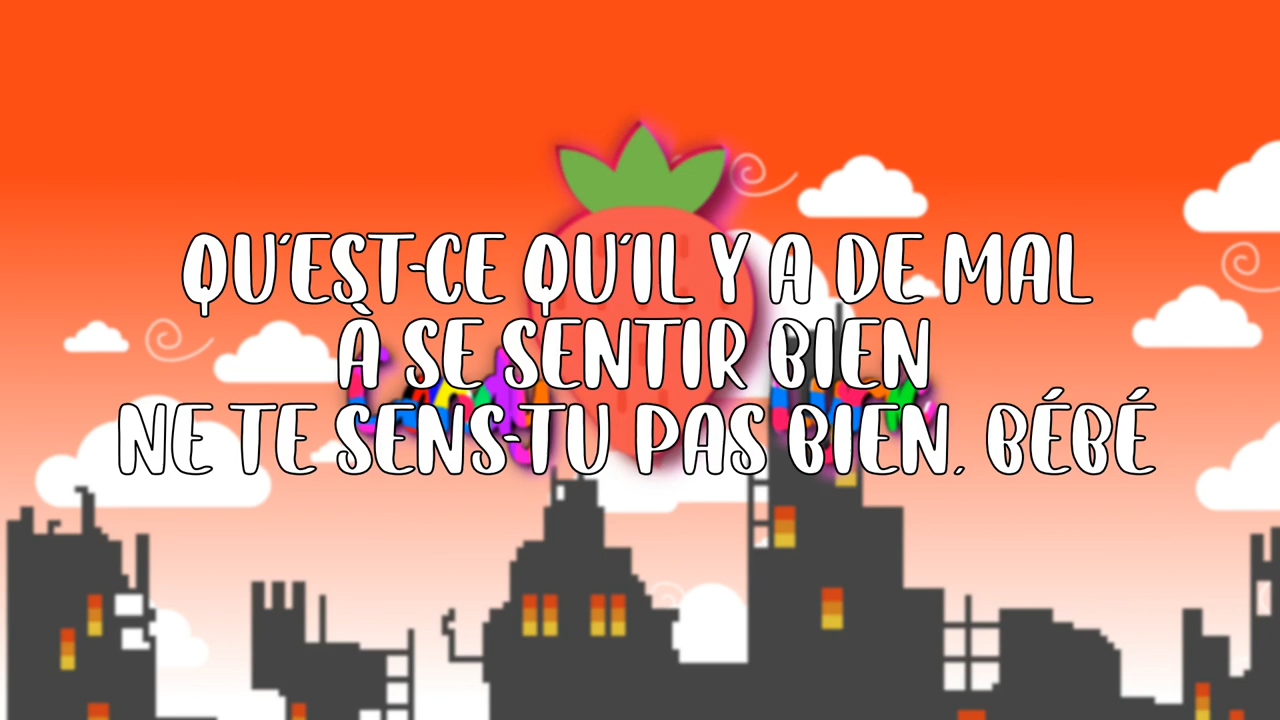 QU'EST-CE QU'IL Y A DE MAL
À SE SENTIR BIEN
NE TE SENS-TU PAS BIEN, BÉBÉ